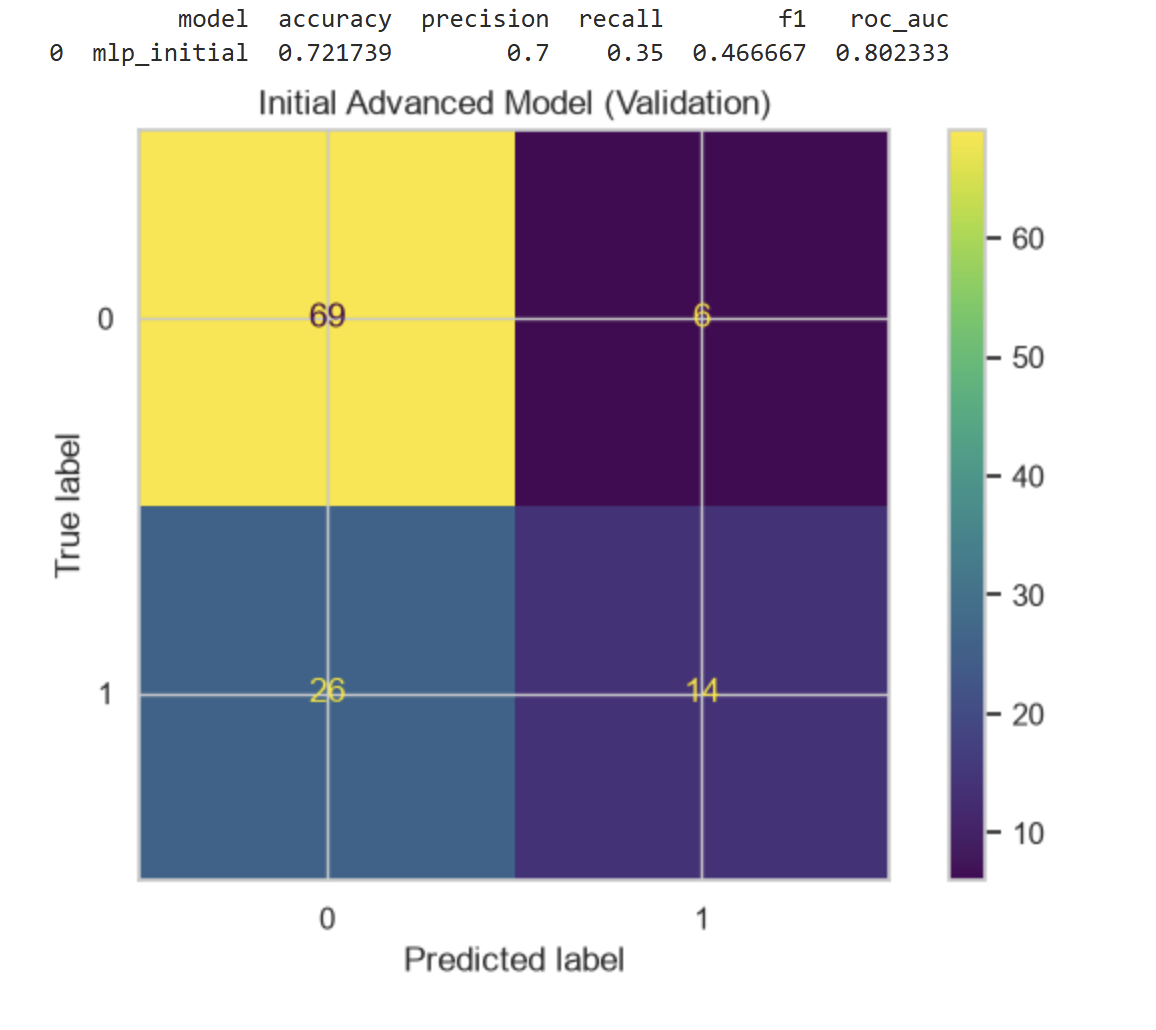 model accuracy precision recall f1 roc_auc
0 mlp_initial 0.721739 0.7 0.35 0.466667 0.802333
Initial Advanced Model (Validation)
60
0 69 6
50
True label
40
30
1 26 14
20
10
0 1
Predicted label